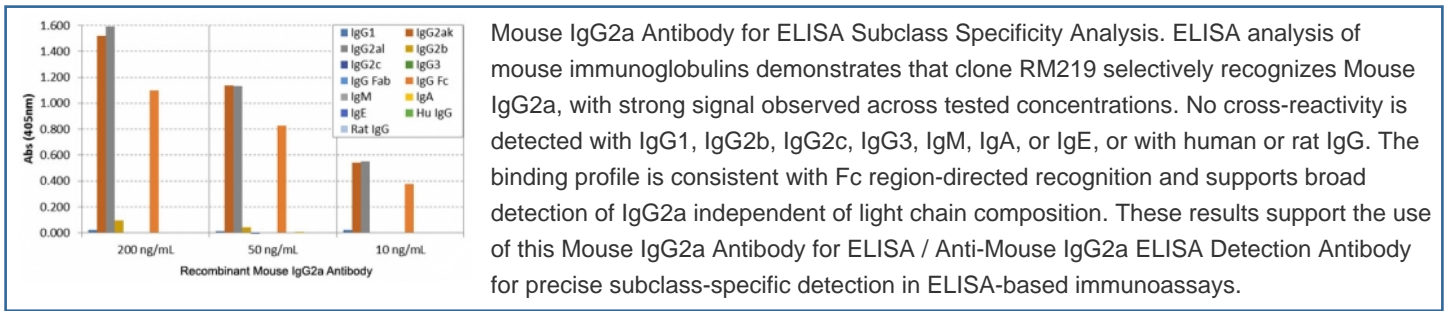 1.600
1.400
1.200
1.000
0.800
0.600
0.400
0.200
0.000
Abs (405nm)
IgG1 IgG2ak
IgG2al IgG2b
IgG2c IgG3
IgG Fab IgG Fc
IgM IgA
IgE Hu IgG
Rat IgG
200 ng/mL 50 ng/mL 10 ng/mL
Recombinant Mouse IgG2a Antibody
Mouse IgG2a Antibody for ELISA Subclass Specificity Analysis. ELISA analysis of
mouse immunoglobulins demonstrates that clone RM219 selectively recognizes Mouse
IgG2a, with strong signal observed across tested concentrations. No cross-reactivity is
detected with IgG1, IgG2b, IgG2c, IgG3, IgM, IgA, or IgE, or with human or rat IgG. The
binding profile is consistent with Fc region-directed recognition and supports broad
detection of IgG2a independent of light chain composition. These results support the use
of this Mouse IgG2a Antibody for ELISA / Anti-Mouse IgG2a ELISA Detection Antibody
for precise subclass-specific detection in ELISA-based immunoassays.